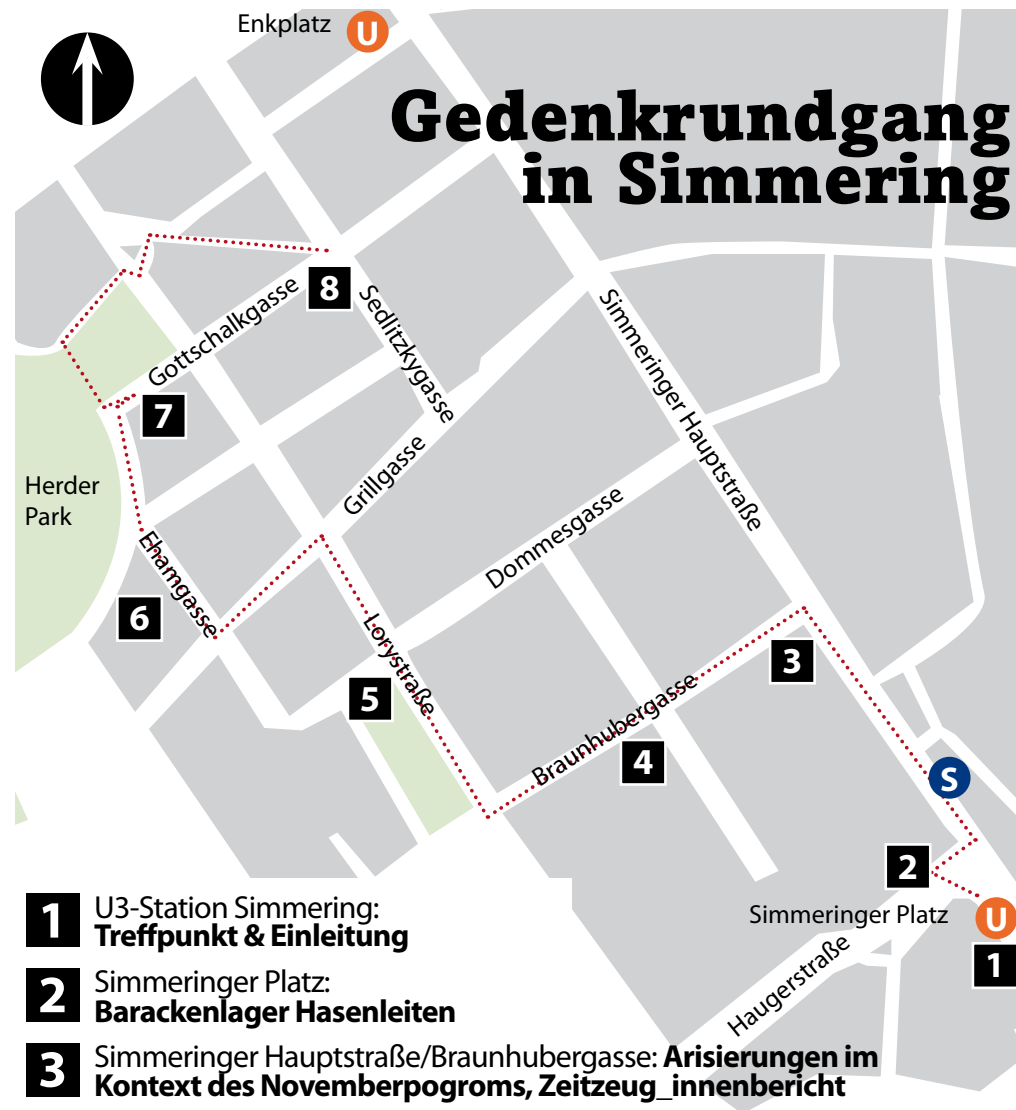 Enkplatz
U
Gedenkrundgang
in Simmering
8
Gottschalkgasse
Sedlitzkygasse
Simmeringer Hauptstraße
7
Herder
Park
Grillgasse
Dommesgasse
Ehamgasse
6
Lorystraße
5
3
Braunhubergasse
4
S
2
Simmeringer Platz
U
1
Haugerstraße
1 U3-Station Simmering:
Treffpunkt & Einleitung
2 Simmeringer Platz:
Barackenlager Hasenleiten
3 Simmeringer Hauptstraße/Braunhubergasse: Arisierungen im
Kontext des Novemberpogroms, Zeitzeug_innenbericht